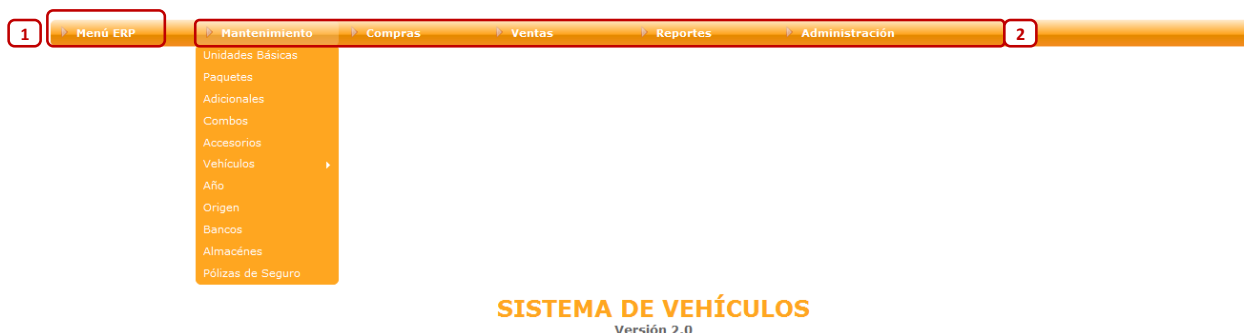 1 Menú ERP Mantenimiento Compras Ventas Reportes Administración 2
Unidades Básicas
Paquetes
Adicionales
Combos
Accesorios
Vehículos
Año
Origen
Bancos
Almacénes
Pólizas de Seguro
SISTEMA DE VEHÍCULOS
Versión 2.0